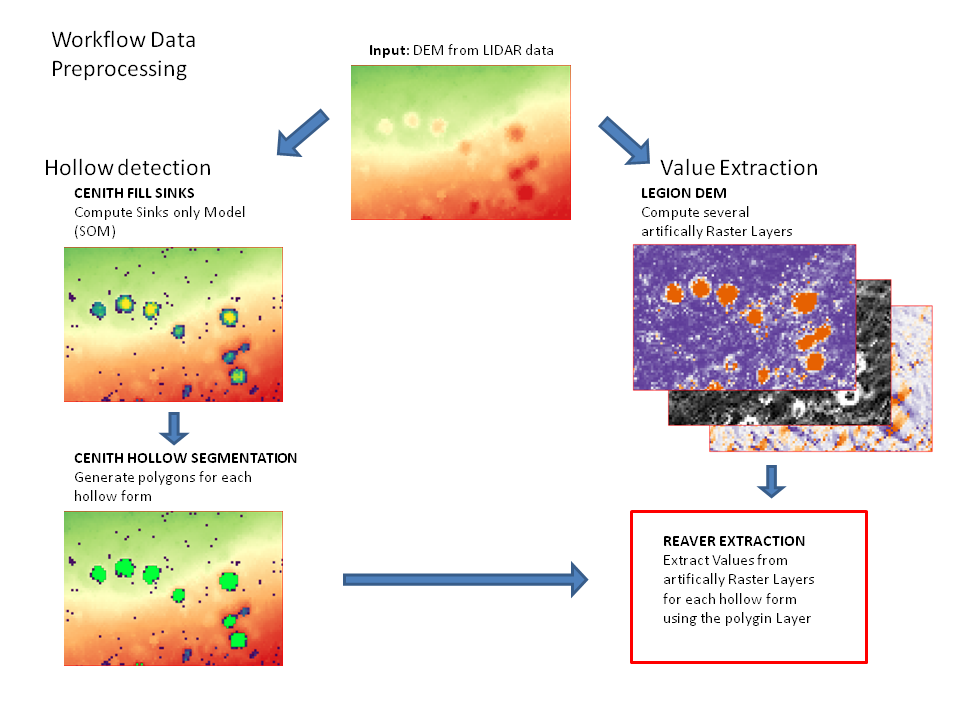 Workflow Data
Preprocessing
Input: DEM from LIDAR data
Hollow detection
CENITH FILL SINKS
Compute Sinks only Model
(SOM)
Value Extraction
LEGION DEM
Compute several
artifically Raster Layers
CENITH HOLLOW SEGMENTATION
Generate polygons for each
hollow form
REAVER EXTRACTION
Extract Values from
artifically Raster Layers
for each hollow form
using the polygin Layer